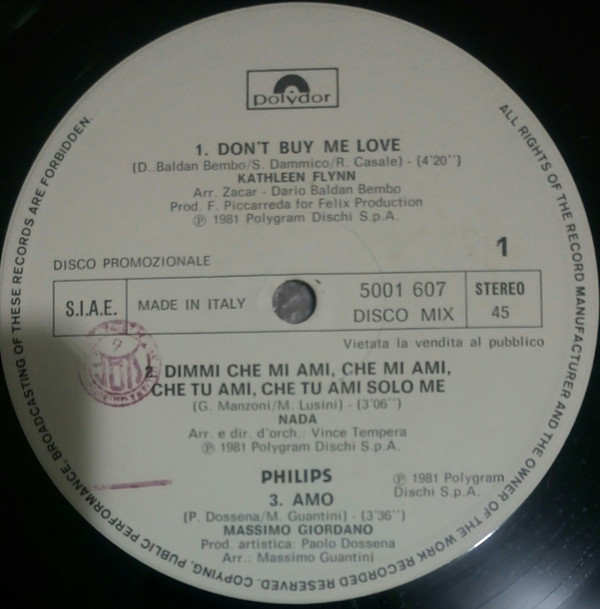 polydor
1. DON'T BUY ME LOVE
(D..Baldan Bembo/S. Dammico/R. Casale) - (4'20'')
KATHLEEN FLYNN
Arr. Zacar - Dario Baldan Bembo
Prod. F. Piccarreda for Felix Production
℗ 1981 Polygram Dischi S.p.A.
1
DISCO PROMOZIONALE
S.I.A.E.
MADE IN ITALY
5001 607
DISCO MIX
STEREO
45
Vietata la vendita al pubblico
2. DIMMI CHE MI AMI, CHE MI AMI,
CHE TU AMI, CHE TU AMI SOLO ME
(G. Manzoni/M. Lusini) - (3'06'')
NADA
Arr. e dir. d'orch.: Vince Tempera
℗ 1981 Polygram Dischi S.p.A.
PHILIPS
℗ 1981 Polygram
Dischi S.p.A.
3. AMO
(P. Dossena/M. Guantini) - (3'36'')
MASSIMO GIORDANO
Prod. artistica: Paolo Dossena
Arr.: Massimo Guantini
ALL RIGHTS OF THE RECORD MANUFACTURER AND THE OWNER OF THE WORK RECORDED RESERVED. COPYING, PUBLIC PERFORMANCE, BROADCASTING OF THESE RECORDS ARE FORBIDDEN.